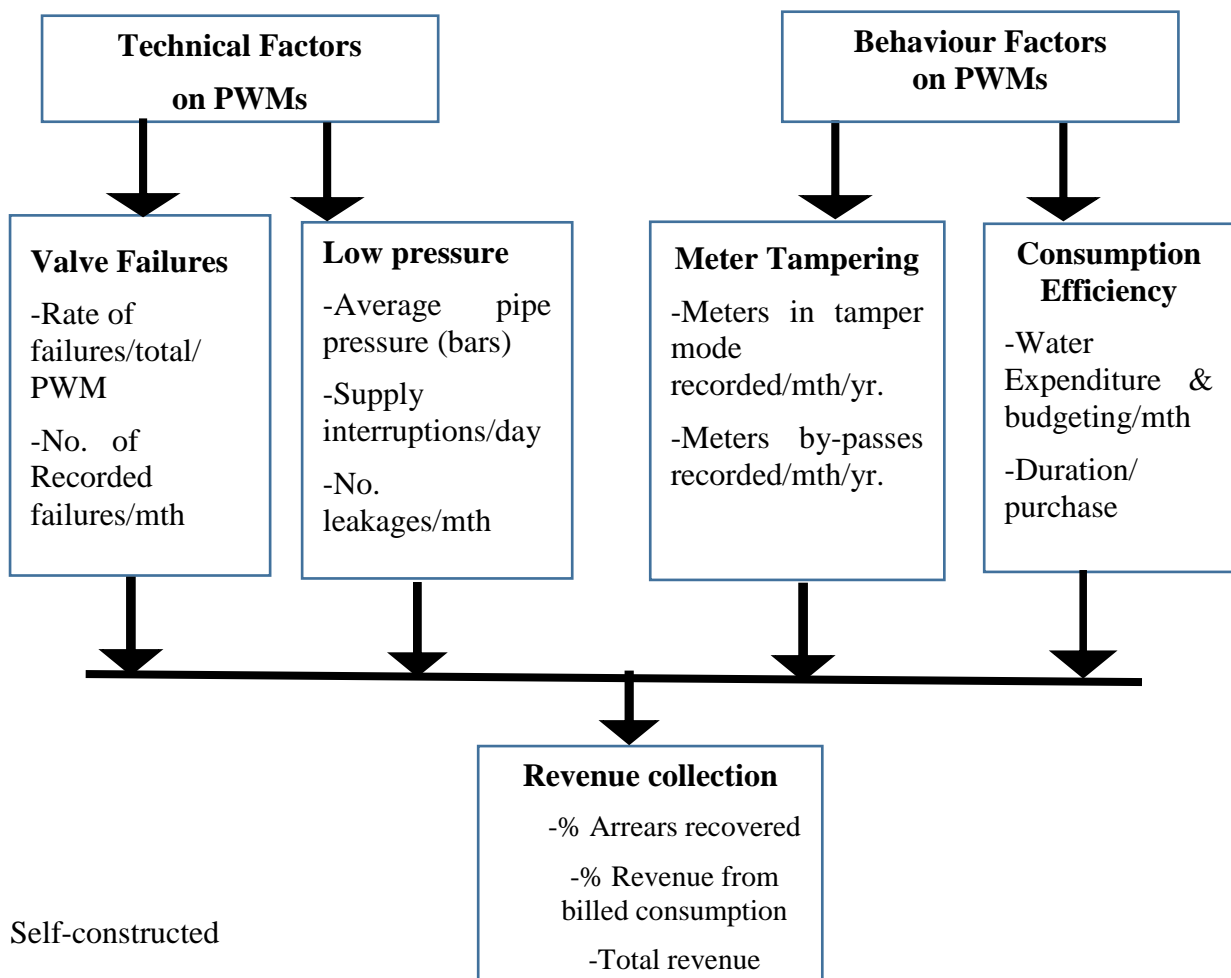 Technical Factors
on PWMs
Behaviour Factors
on PWMs
Valve Failures
-Rate of
failures/total/
PWM
-No. of
Recorded
failures/mth
Low pressure
-Average pipe
pressure (bars)
-Supply
interruptions/day
-No.
leakages/mth
Meter Tampering
-Meters in tamper
mode
recorded/mth/yr.
-Meters by-passes
recorded/mth/yr.
Consumption
Efficiency
-Water
Expenditure &
budgeting/mth
-Duration/
purchase
Revenue collection
-% Arrears recovered
-% Revenue from
billed consumption
-Total revenue
Self-constructed